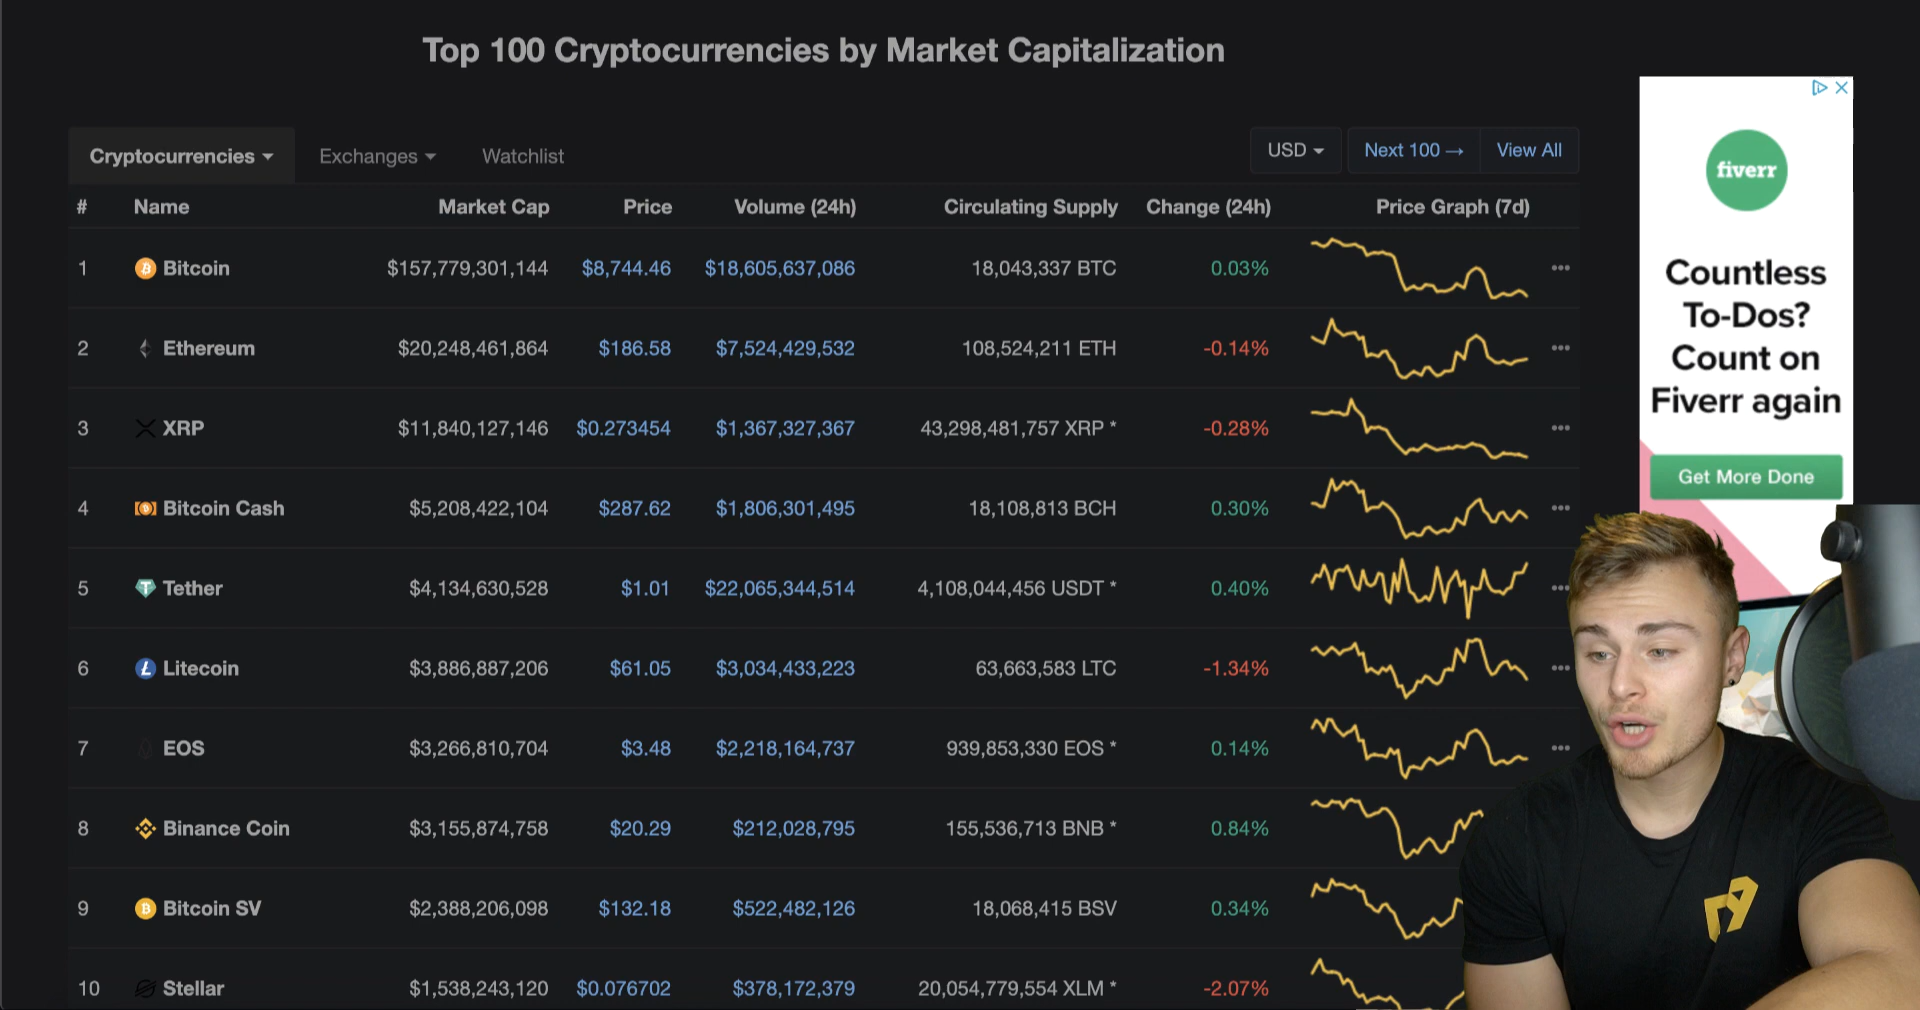 Top 100 Cryptocurrencies by Market Capitalization
Cryptocurrencies Exchanges Watchlist USD Next 100 → View All
# Name Market Cap Price Volume (24h) Circulating Supply Change (24h) Price Graph (7d)
1 Bitcoin $157,779,301,144 $8,744.46 $18,605,637,086 18,043,337 BTC 0.03%
2 Ethereum $20,248,461,864 $186.58 $7,524,429,532 108,524,211 ETH -0.14%
3 XRP $11,840,127,146 $0.273454 $1,367,327,367 43,298,481,757 XRP * -0.28%
4 Bitcoin Cash $5,208,422,104 $287.62 $1,806,301,495 18,108,813 BCH 0.30%
5 Tether $4,134,630,528 $1.01 $22,065,344,514 4,108,044,456 USDT * 0.40%
6 Litecoin $3,886,887,206 $61.05 $3,034,433,223 63,663,583 LTC -1.34%
7 EOS $3,266,810,704 $3.48 $2,218,164,737 939,853,330 EOS * 0.14%
8 Binance Coin $3,155,874,758 $20.29 $212,028,795 155,536,713 BNB * 0.84%
9 Bitcoin SV $2,388,206,098 $132.18 $522,482,126 18,068,415 BSV 0.34%
10 Stellar $1,538,243,120 $0.076702 $378,172,379 20,054,779,554 XLM * -2.07%
fiverr
Countless
To-Dos?
Count on
Fiverr again
Get More Done